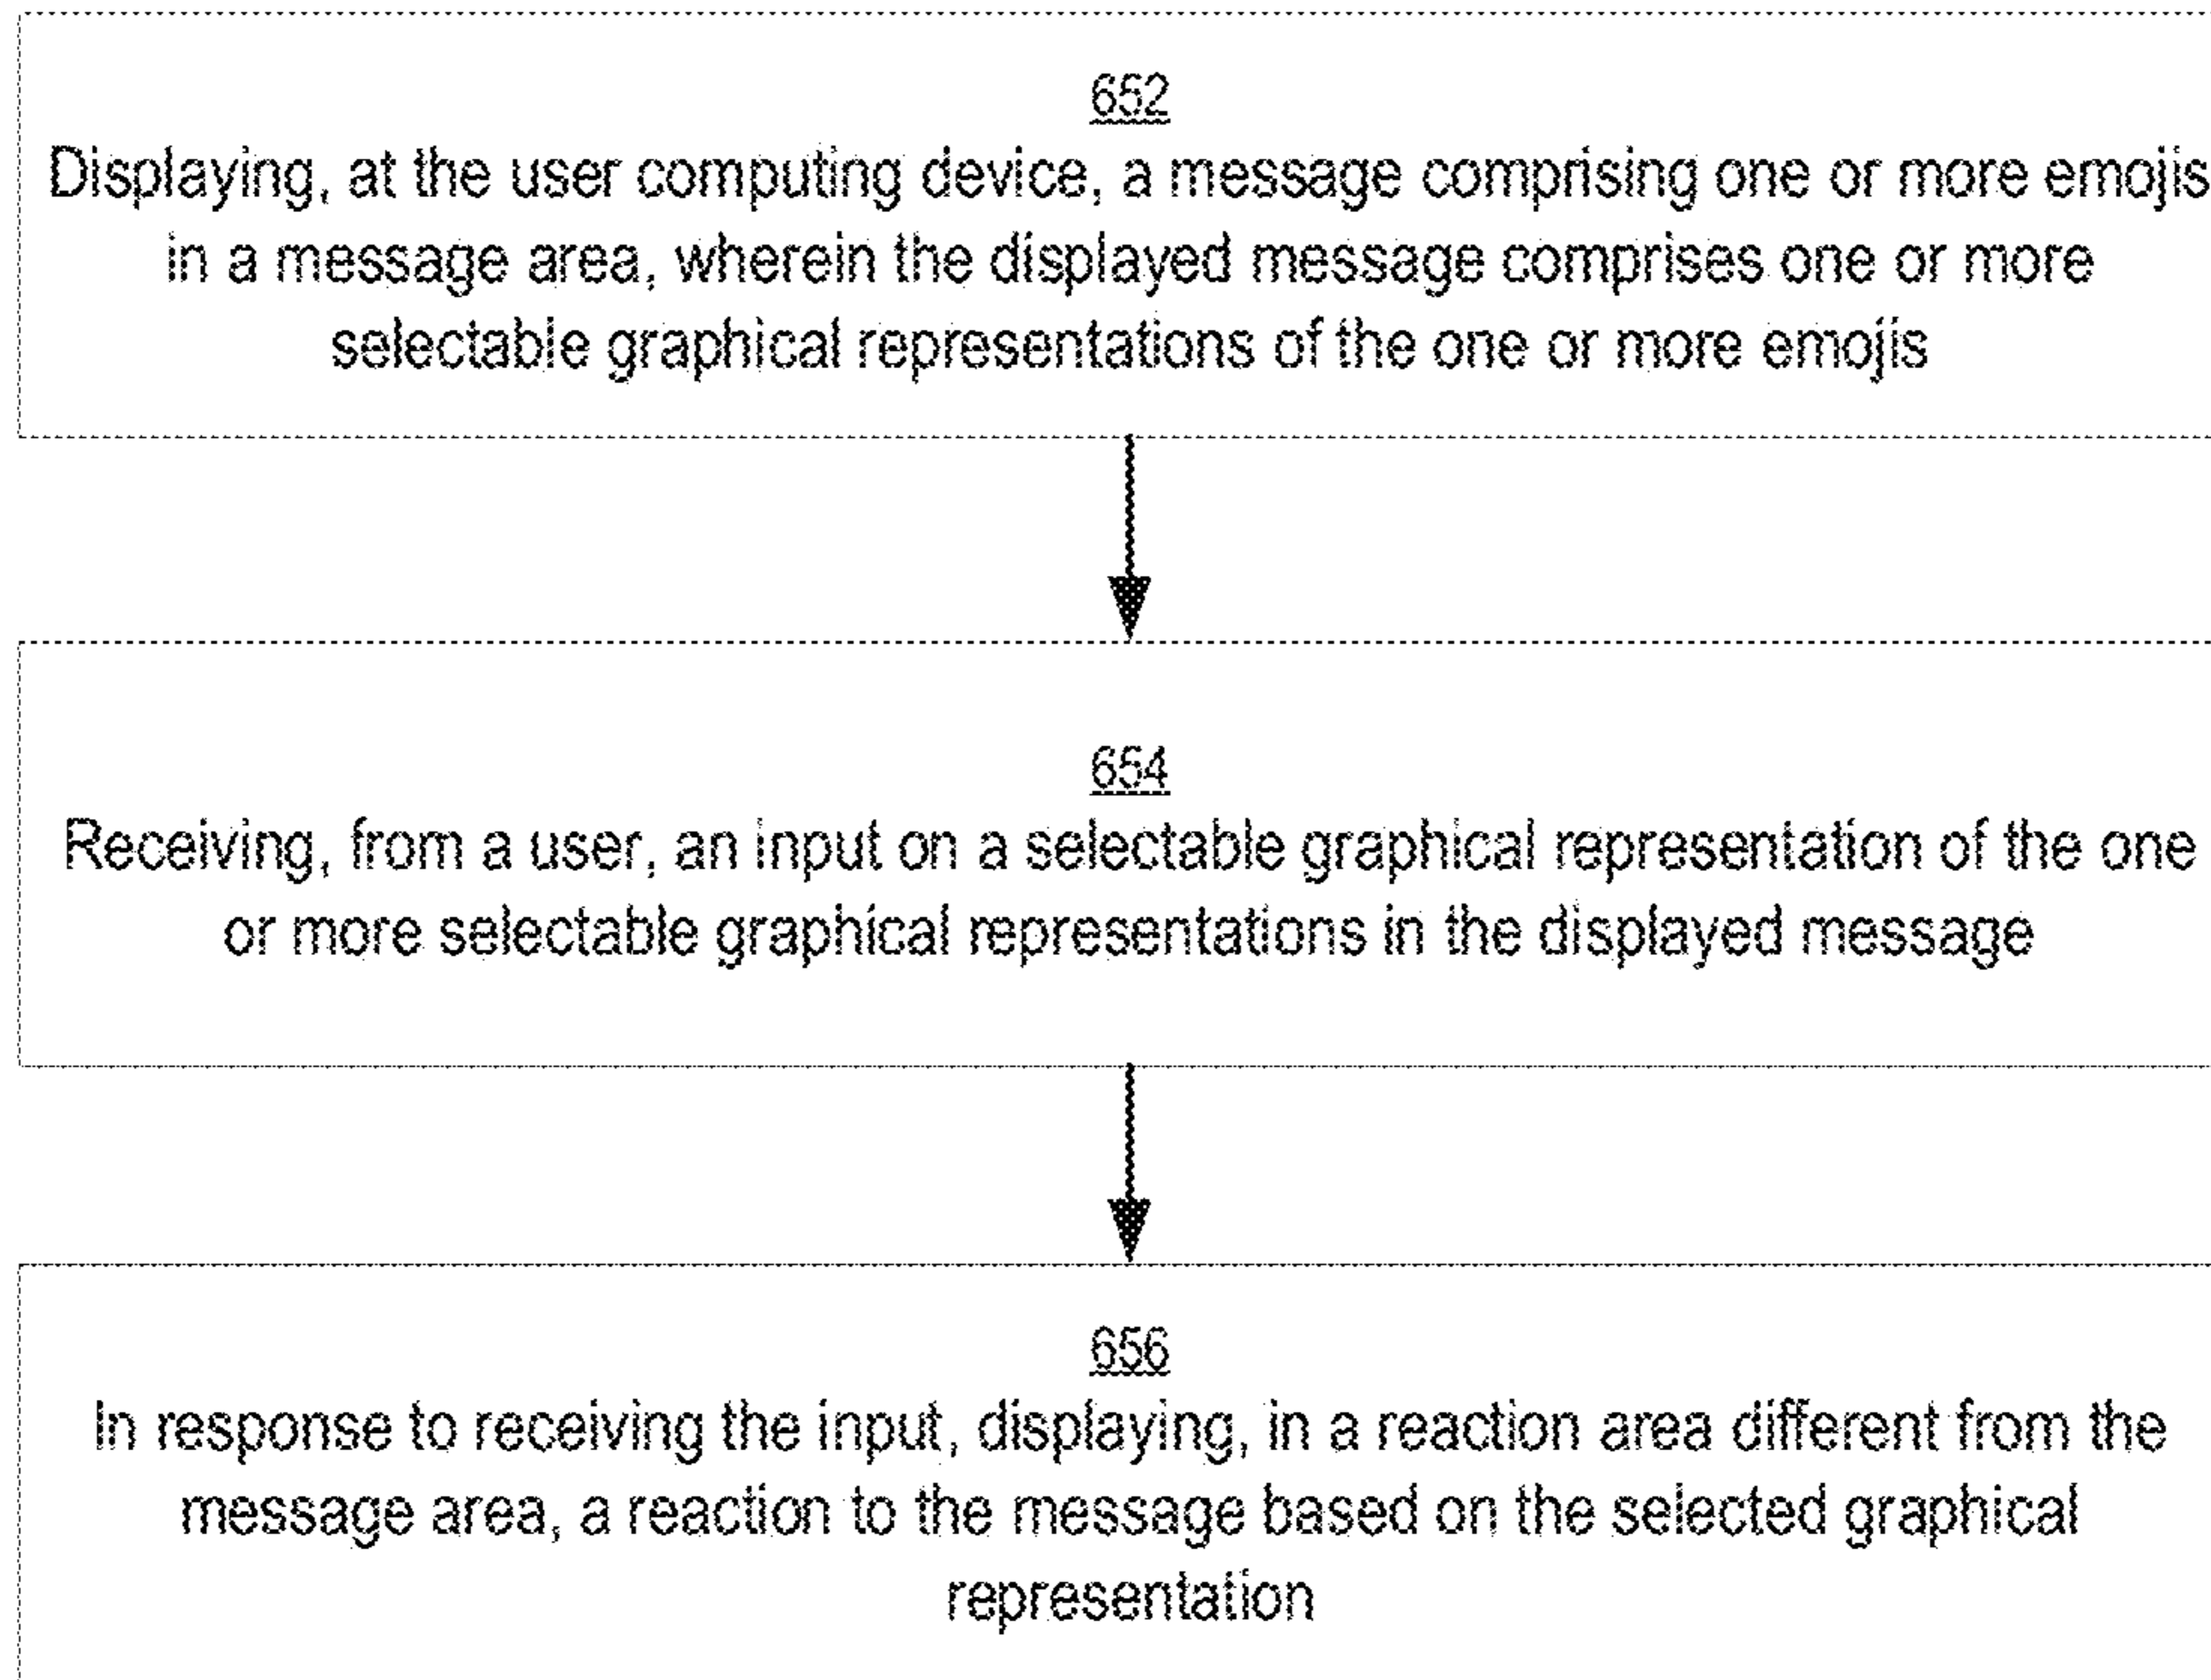 652
Displaying, at the user computing device, a message comprising one or more emojis
in a message area, wherein the displayed message comprises one or more
selectable graphical representations of the one or more emojis
654
Receiving, from a user, an input on a selectable graphical representation of the one
or more selectable graphical representations in the displayed message
656
In response to receiving the input, displaying, in a reaction area different from the
message area, a reaction to the message based on the selected graphical
representation